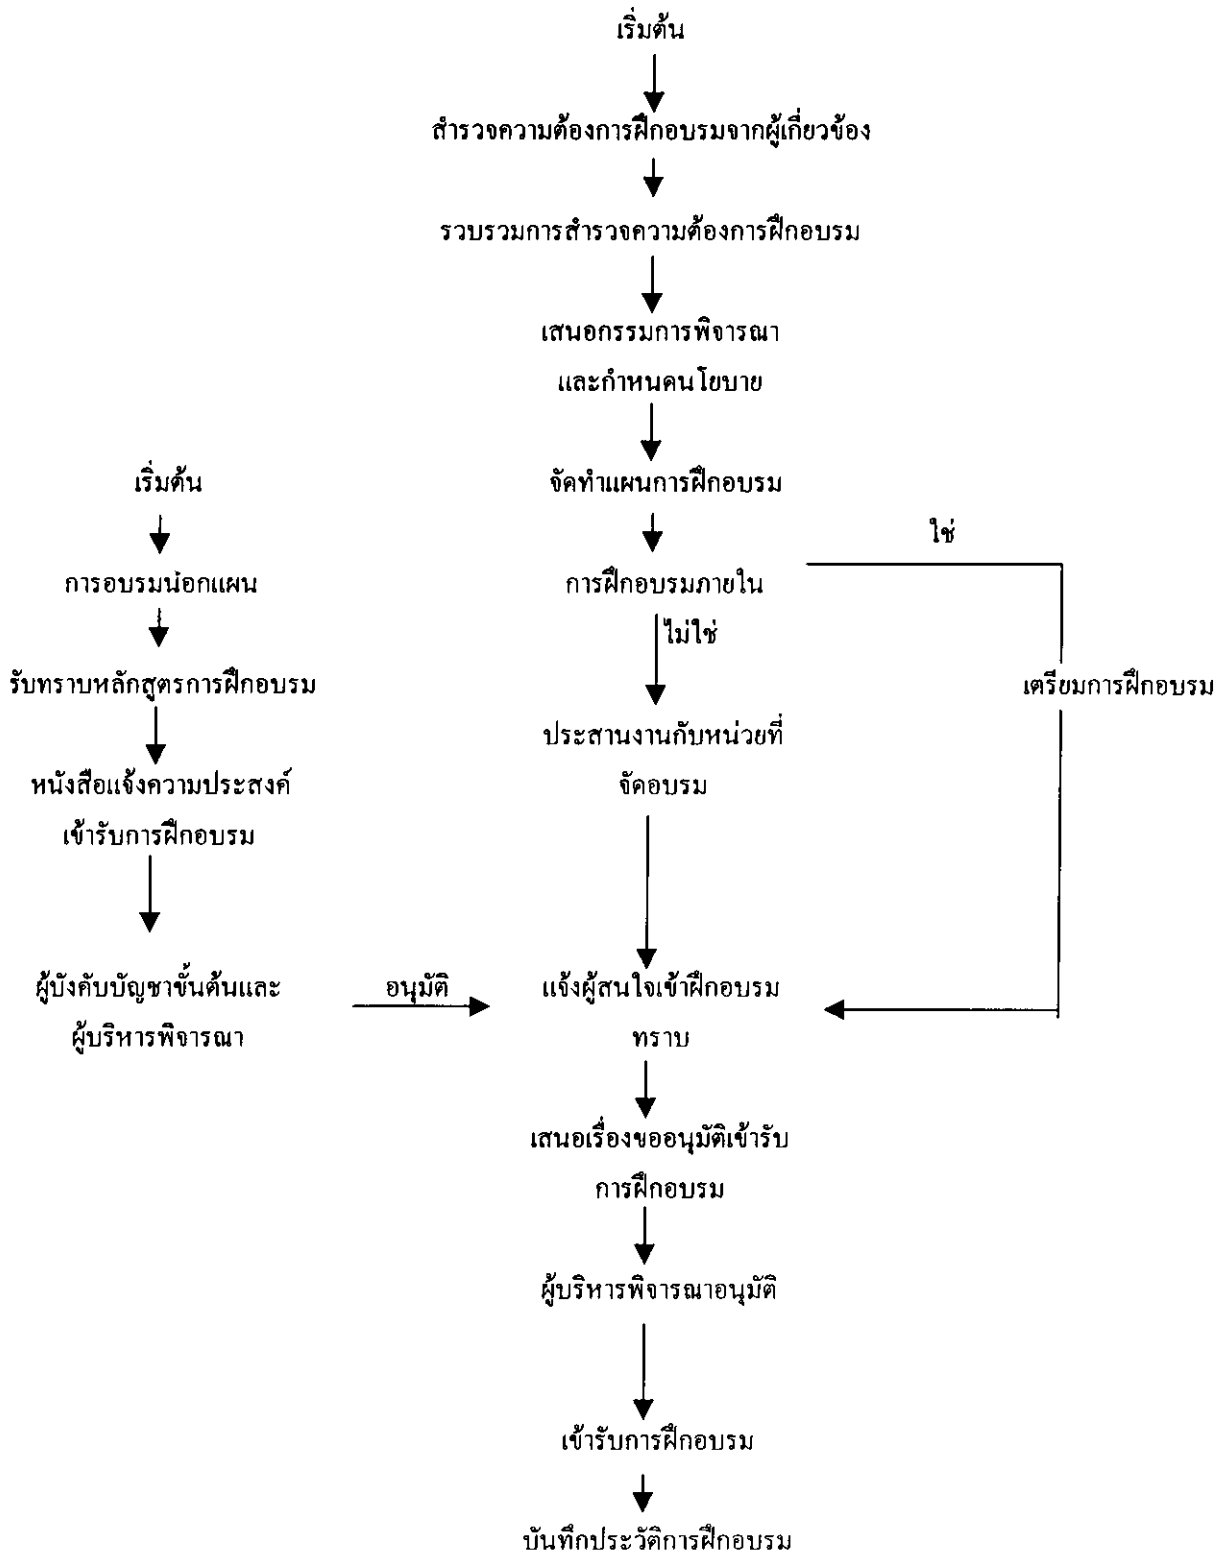 เริ่มต้น
สำรวจความต้องการฝึกอบรมจากผู้เกี่ยวข้อง
รวบรวมการสำรวจความต้องการฝึกอบรม
เสนอกรรมการพิจารณา
และกำหนดนโยบาย
จัดทำแผนการฝึกอบรม
ใช่
การฝึกอบรมภายใน
ไม่ใช่
เตรียมการฝึกอบรม
ประสานงานกับหน่วยที่
จัดอบรม
เริ่มต้น
การอบรมนอกแผน
รับทราบหลักสูตรการฝึกอบรม
หนังสือแจ้งความประสงค์
เข้ารับการฝึกอบรม
ผู้บังคับบัญชาขั้นต้นและ
ผู้บริหารพิจารณา
อนุมัติ
แจ้งผู้สนใจเข้าฝึกอบรม
ทราบ
เสนอเรื่องขออนุมัติเข้ารับ
การฝึกอบรม
ผู้บริหารพิจารณาอนุมัติ
เข้ารับการฝึกอบรม
บันทึกประวัติการฝึกอบรม